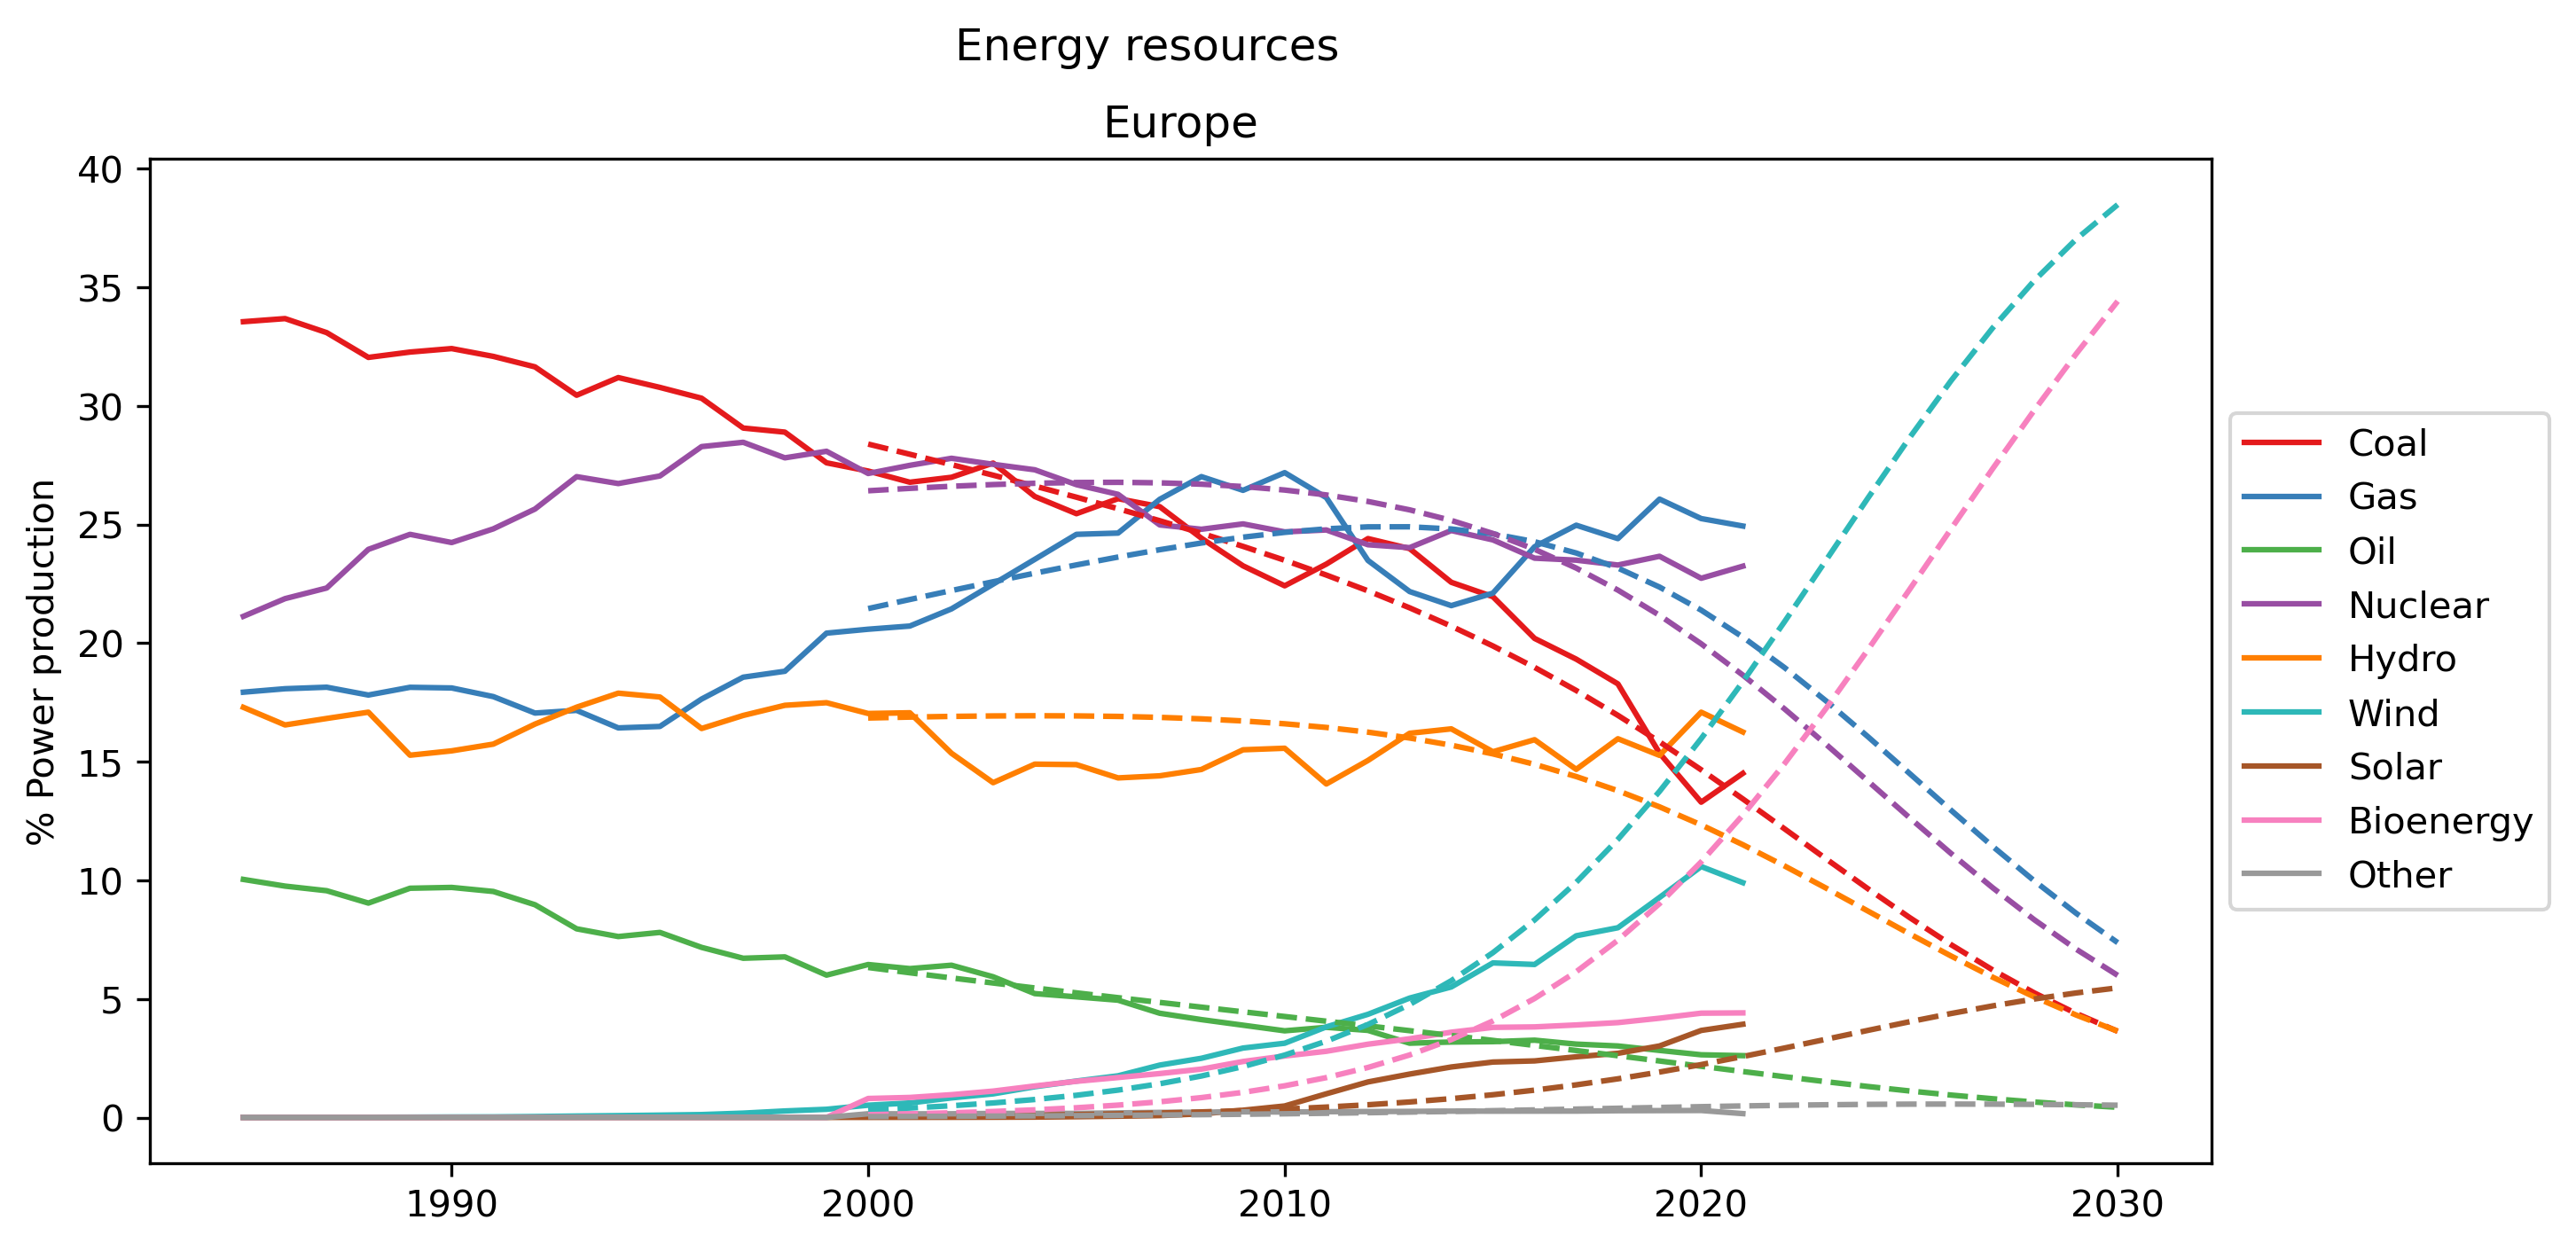 Energy resources
Europe
% Power production
40
35
30
25
20
15
10
5
0
1990 2000 2010 2020 2030
Coal
Gas
Oil
Nuclear
Hydro
Wind
Solar
Bioenergy
Other